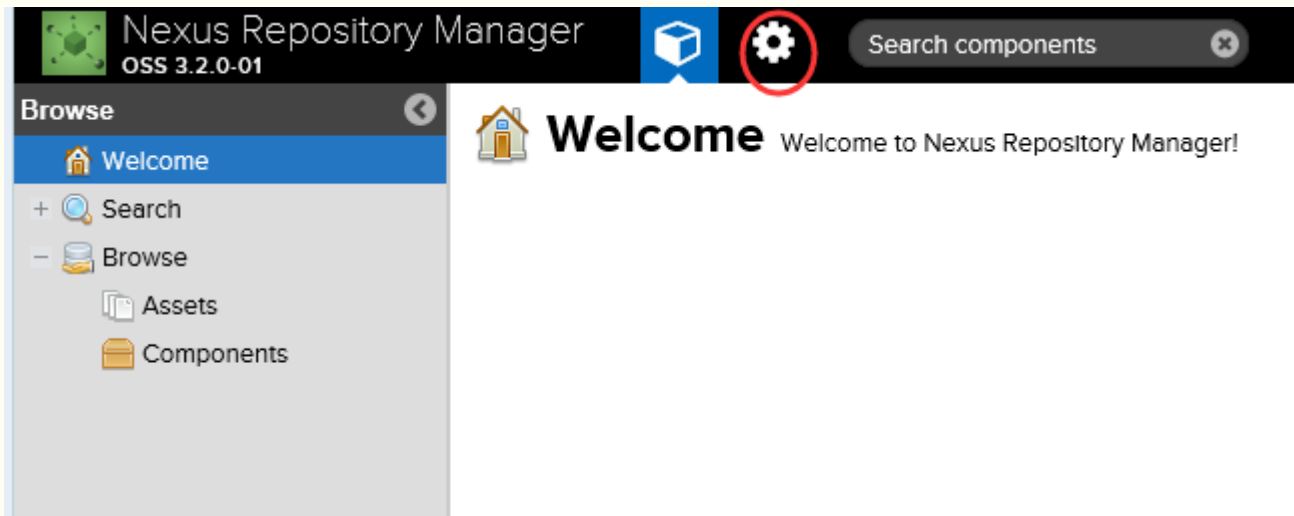 Nexus Repository Manager
OSS 3.2.0-01
Search components
Browse
Welcome
Search
Browse
Assets
Components
Welcome Welcome to Nexus Repository Manager!